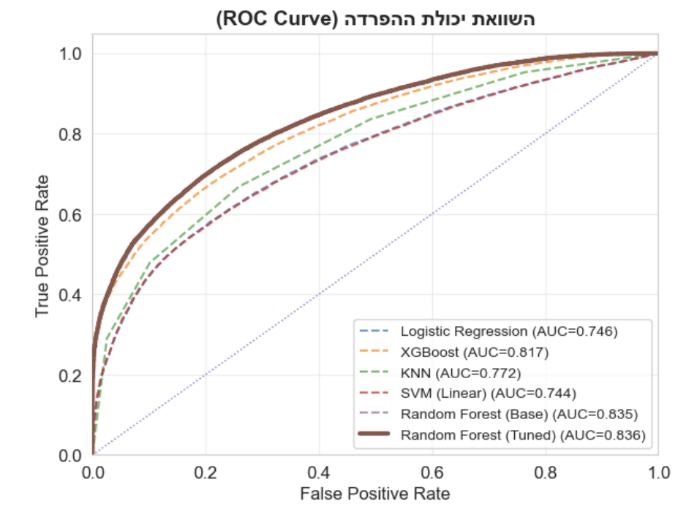 השוואת יכולת ההפרדה (ROC Curve)
True Positive Rate
1.0
0.8
0.6
0.4
0.2
0.0
Logistic Regression (AUC=0.746)
XGBoost (AUC=0.817)
KNN (AUC=0.772)
SVM (Linear) (AUC=0.744)
Random Forest (Base) (AUC=0.835)
Random Forest (Tuned) (AUC=0.836)
0.0 0.2 0.4 0.6 0.8 1.0
False Positive Rate